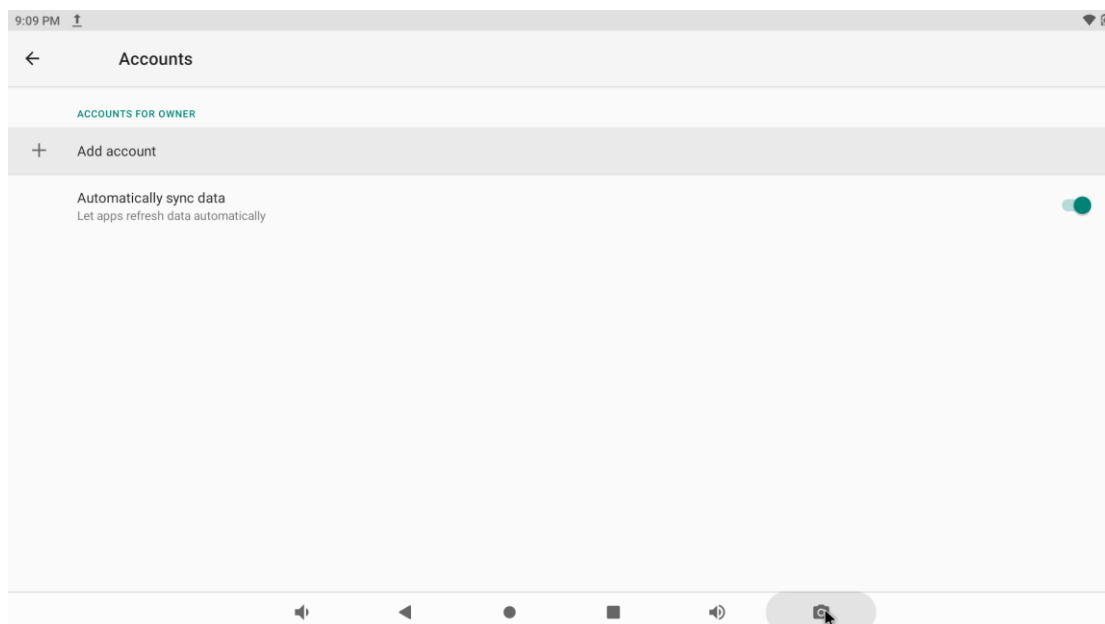 9:09 PM
Accounts
ACCOUNTS FOR OWNER
Add account
Automatically sync data
Let apps refresh data automatically